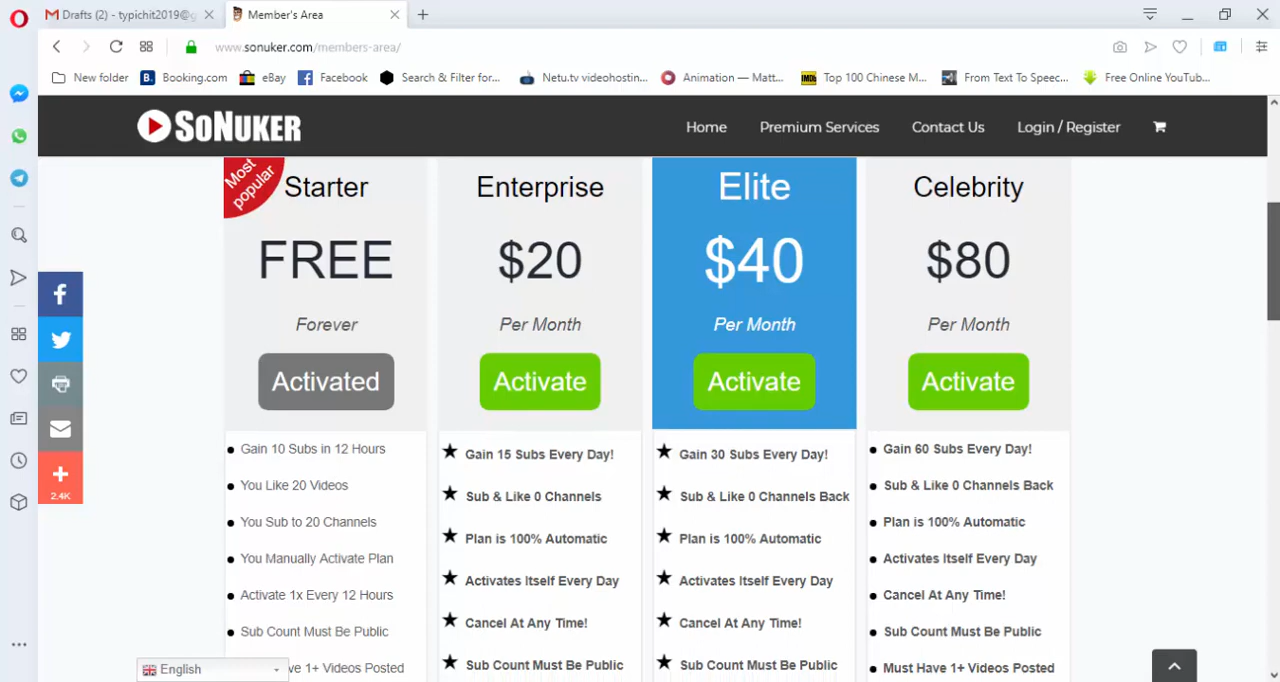 Drafts (2) - typichit2019@g
Member's Area
www.sonuker.com/members-area/
New folder
Booking.com
eBay
Facebook
Search & Filter for...
Netu.tv videohostin...
Animation — Matt...
Top 100 Chinese M...
From Text To Speec...
Free Online YouTub...
SoNuker
Home
Premium Services
Contact Us
Login / Register
Most popular
Starter
FREE
Forever
Activated
Gain 10 Subs in 12 Hours
You Like 20 Videos
You Sub to 20 Channels
You Manually Activate Plan
Activate 1x Every 12 Hours
Sub Count Must Be Public
ve 1+ Videos Posted
Enterprise
$20
Per Month
Activate
Gain 15 Subs Every Day!
Sub & Like 0 Channels
Plan is 100% Automatic
Activates Itself Every Day
Cancel At Any Time!
Sub Count Must Be Public
Elite
$40
Per Month
Activate
Gain 30 Subs Every Day!
Sub & Like 0 Channels Back
Plan is 100% Automatic
Activates Itself Every Day
Cancel At Any Time!
Sub Count Must Be Public
Celebrity
$80
Per Month
Activate
Gain 60 Subs Every Day!
Sub & Like 0 Channels Back
Plan is 100% Automatic
Activates Itself Every Day
Cancel At Any Time!
Sub Count Must Be Public
Must Have 1+ Videos Posted
2.4K
English